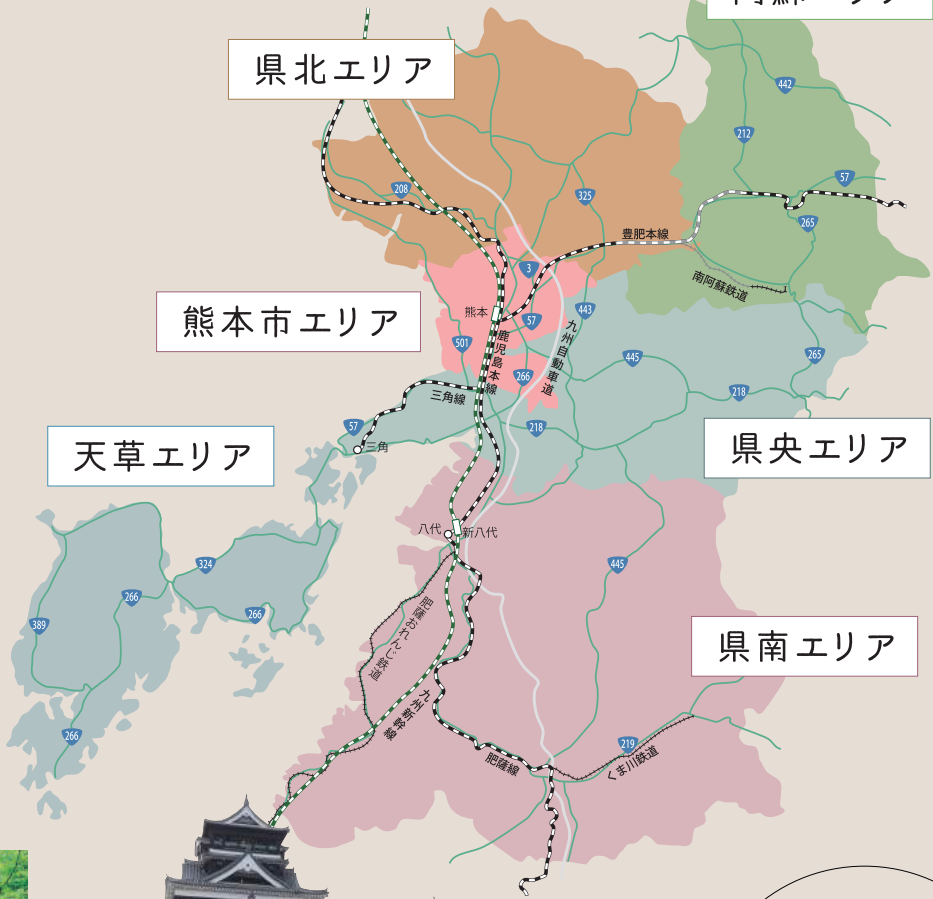 県北エリア
442
212
57
208
325
265
豊肥本線
3
南阿蘇鉄道
熊本市エリア
熊本
57
443
501
鹿児島本線
九州自動車道
445
265
266
218
三角線
57
218
三角
天草エリア
県央エリア
八代
新八代
324
445
266
266
389
肥薩おれんじ鉄道
県南エリア
九州新幹線
266
219
肥薩線
くま川鉄道